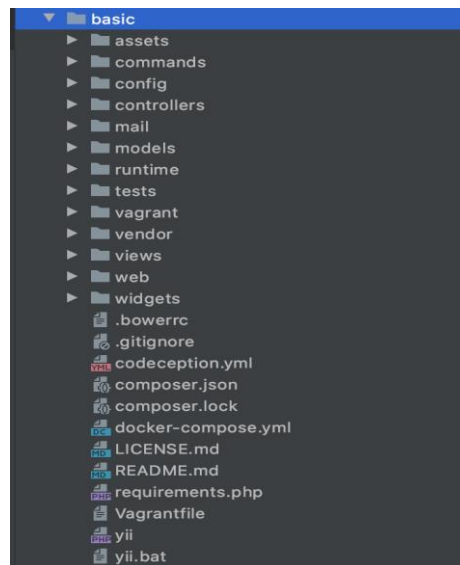 basic
assets
commands
config
controllers
mail
models
runtime
tests
vagrant
vendor
views
web
widgets
.bowerrc
.gitignore
codeception.yml
composer.json
composer.lock
docker-compose.yml
LICENSE.md
README.md
requirements.php
Vagrantfile
yii
yii.bat